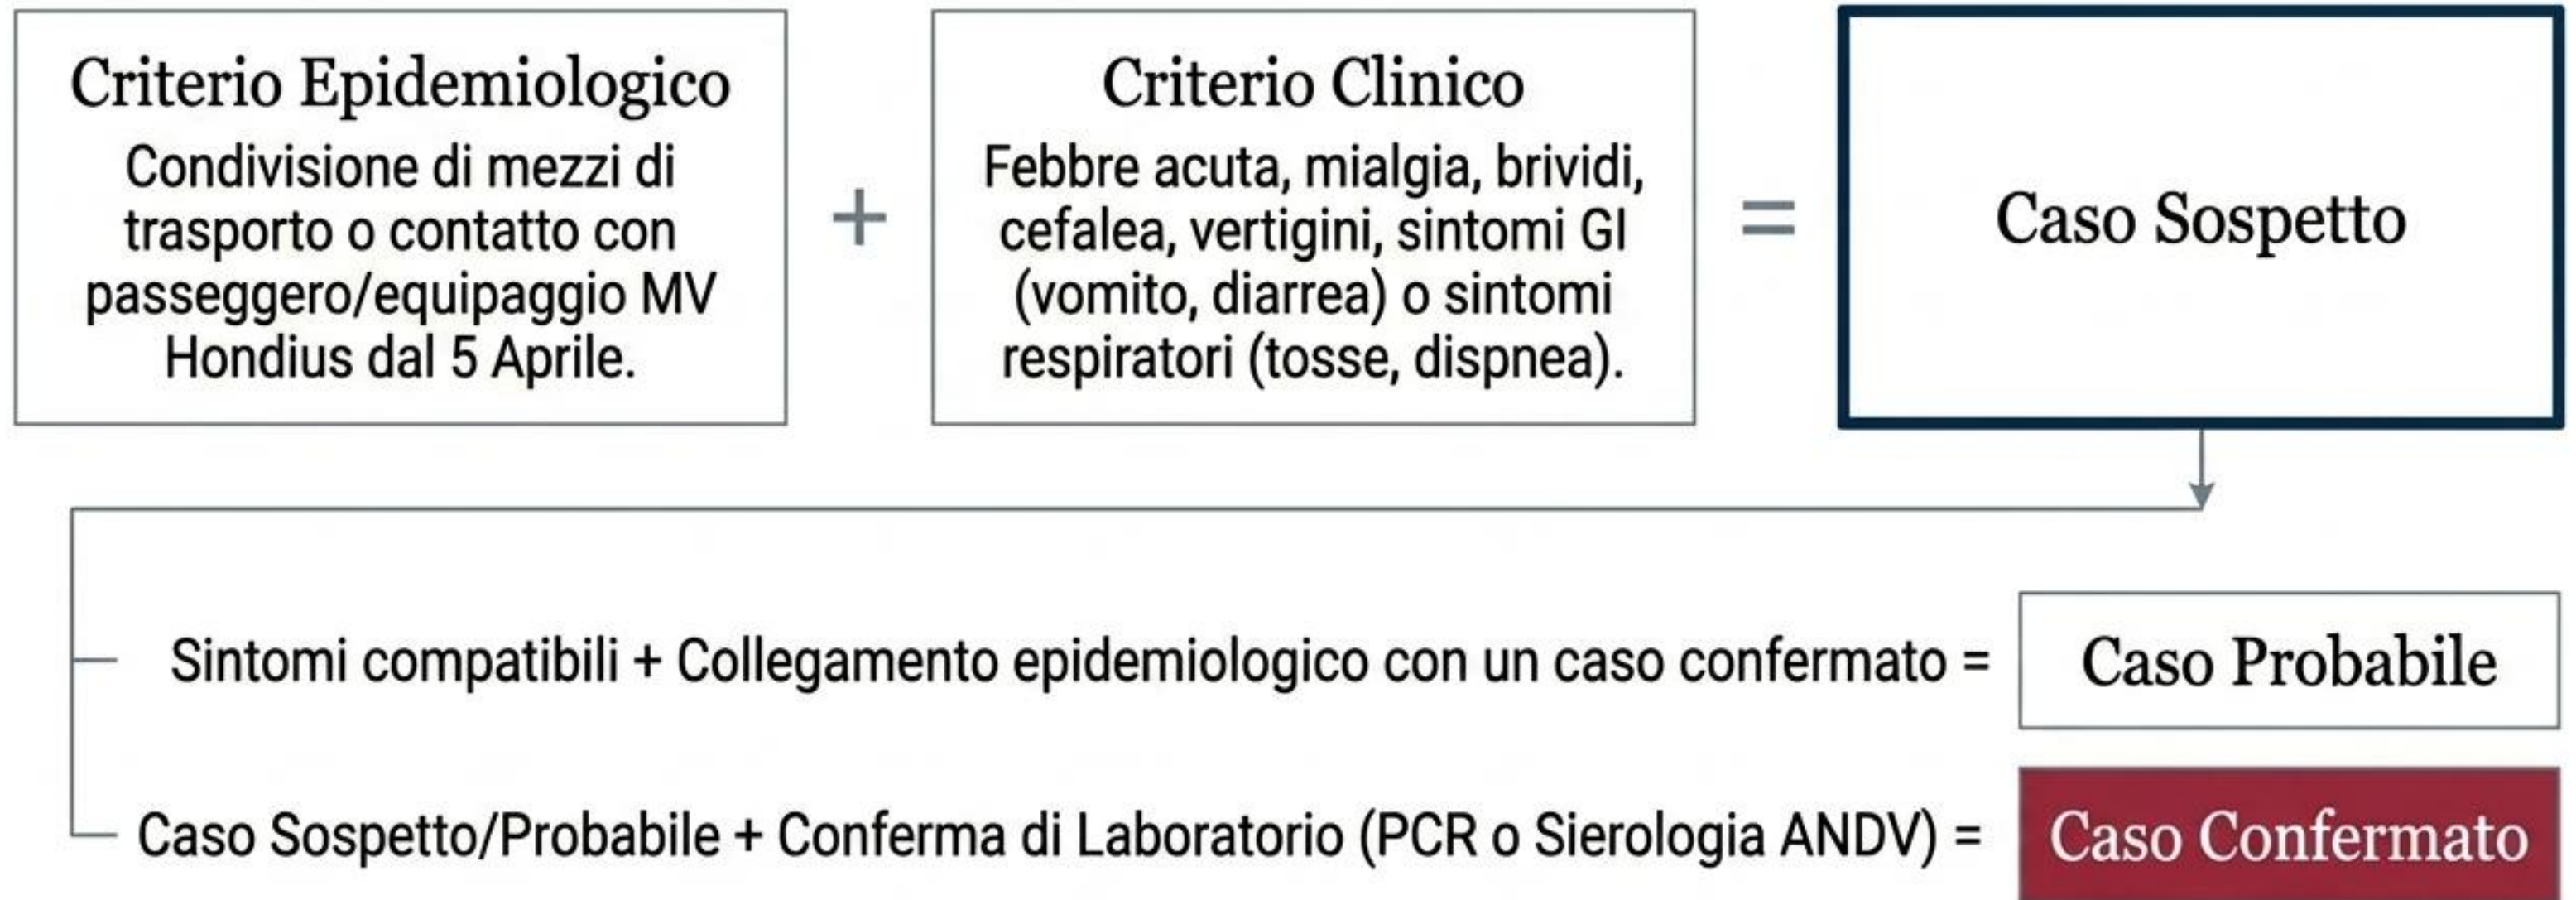 Criterio Epidemiologico
Condivisione di mezzi di
trasporto o contatto con
passeggero/equipaggio MV
Hondius dal 5 Aprile.
+
Criterio Clinico
Febbre acuta, mialgia, brividi,
cefalea, vertigini, sintomi GI
(vomito, diarrea) o sintomi
respiratori (tosse, dispnea).
=
Caso Sospetto
Sintomi compatibili + Collegamento epidemiologico con un caso confermato =
Caso Probabile
Caso Sospetto/Probabile + Conferma di Laboratorio (PCR o Sierologia ANDV) =
Caso Confermato